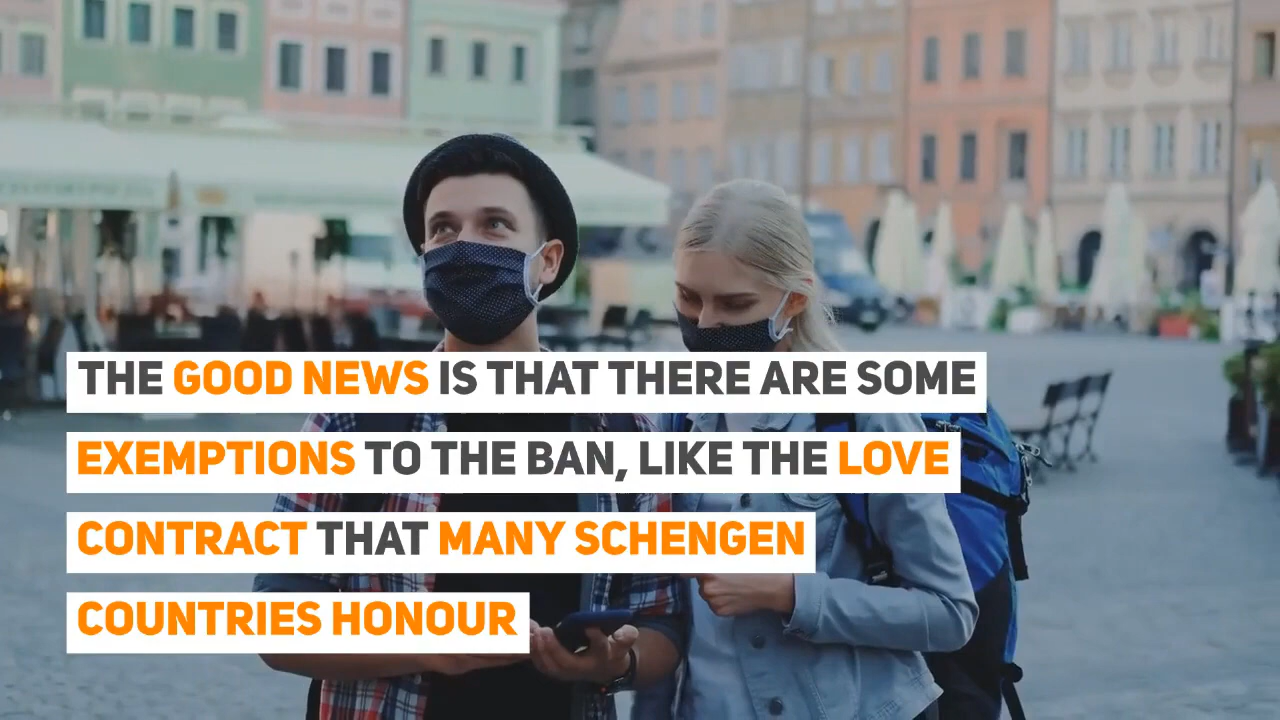 THE GOOD NEWS IS THAT THERE ARE SOME
EXEMPTIONS TO THE BAN, LIKE THE LOVE
CONTRACT THAT MANY SCHENGEN
COUNTRIES HONOUR